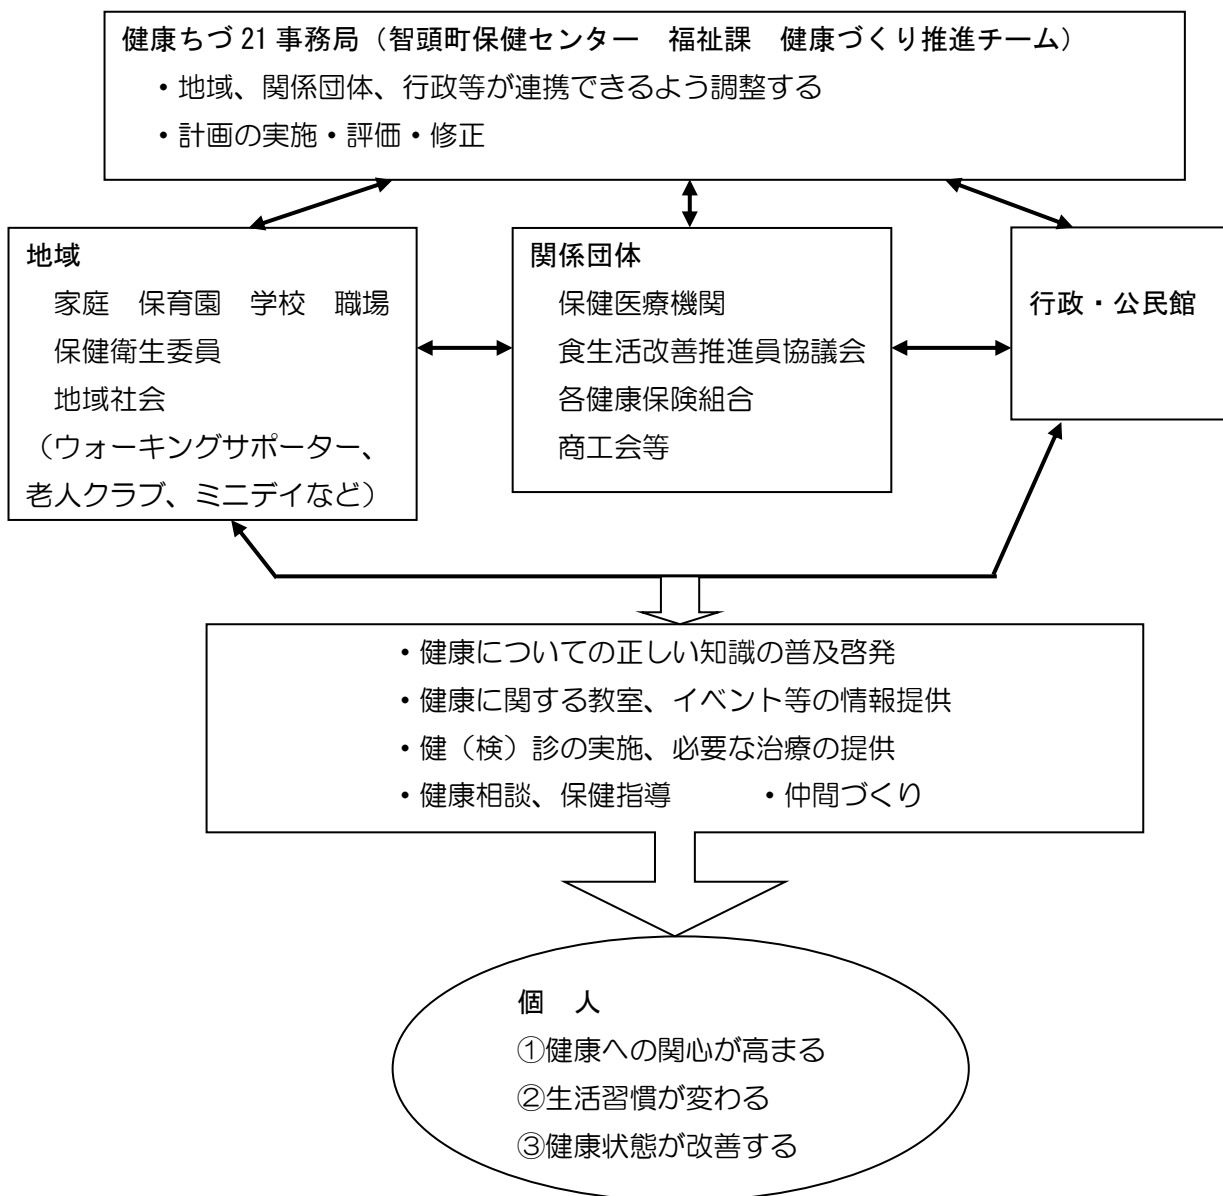 健康ちづ 21 事務局（智頭町保健センター　福祉課　健康づくり推進チーム）
・地域、関係団体、行政等が連携できるよう調整する
・計画の実施・評価・修正
地域
家庭　保育園　学校　職場
保健衛生委員
地域社会
（ウォーキングサポーター、
老人クラブ、ミニデイなど）
関係団体
保健医療機関
食生活改善推進員協議会
各健康保険組合
商工会等
行政・公民館
・健康についての正しい知識の普及啓発
・健康に関する教室、イベント等の情報提供
・健（検）診の実施、必要な治療の提供
・健康相談、保健指導　　　・仲間づくり
個　人
①健康への関心が高まる
②生活習慣が変わる
③健康状態が改善する